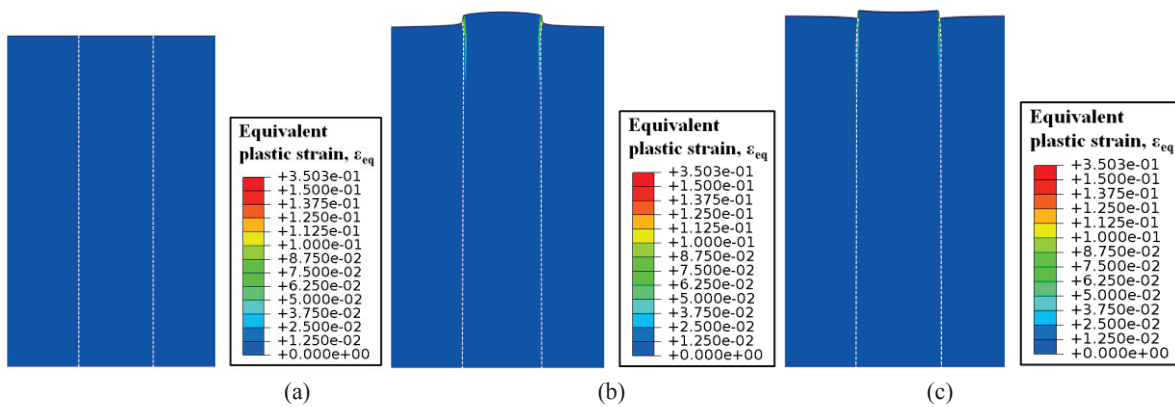 Equivalent
plastic strain, εeq
+3.503e-01
+1.500e-01
+1.375e-01
+1.250e-01
+1.125e-01
+1.000e-01
+8.750e-02
+7.500e-02
+6.250e-02
+5.000e-02
+3.750e-02
+2.500e-02
+1.250e-02
+0.000e+00
(a)
Equivalent
plastic strain, εeq
+3.503e-01
+1.500e-01
+1.375e-01
+1.250e-01
+1.125e-01
+1.000e-01
+8.750e-02
+7.500e-02
+6.250e-02
+5.000e-02
+3.750e-02
+2.500e-02
+1.250e-02
+0.000e+00
(b)
Equivalent
plastic strain, εeq
+3.503e-01
+1.500e-01
+1.375e-01
+1.250e-01
+1.125e-01
+1.000e-01
+8.750e-02
+7.500e-02
+6.250e-02
+5.000e-02
+3.750e-02
+2.500e-02
+1.250e-02
+0.000e+00
(c)